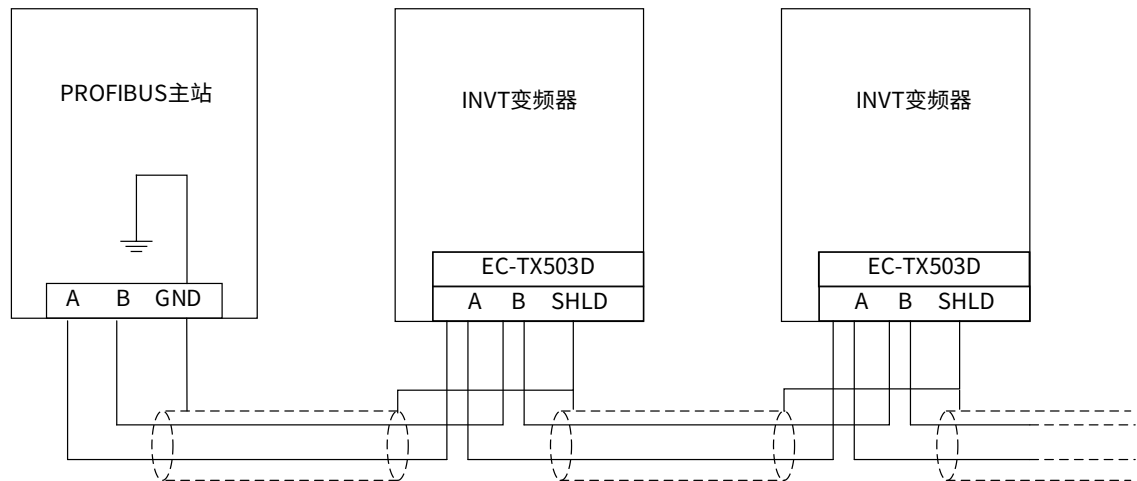 PROFIBUS主站
INVT变频器
INVT变频器
EC-TX503D
EC-TX503D
A B GND
A B SHLD
A B SHLD